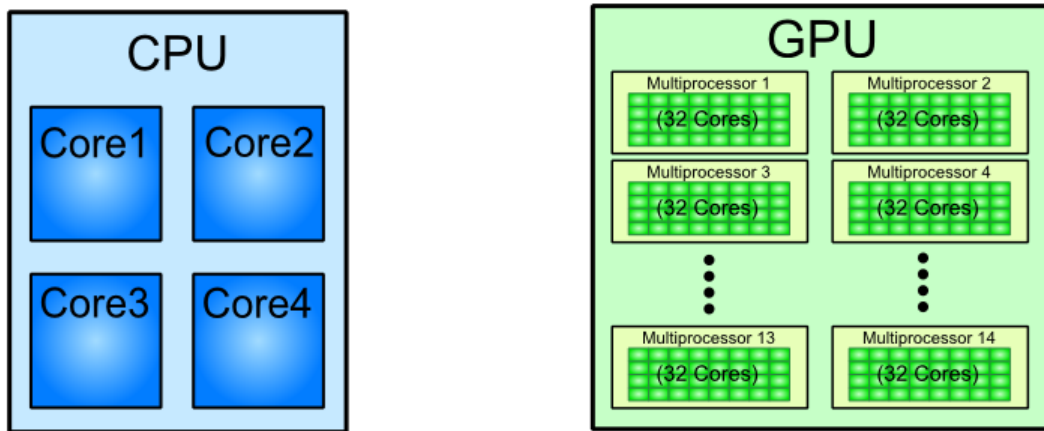 CPU
Core1
Core2
Core3
Core4
GPU
Multiprocessor 1
(32 Cores)
Multiprocessor 2
(32 Cores)
Multiprocessor 3
(32 Cores)
Multiprocessor 4
(32 Cores)
Multiprocessor 13
(32 Cores)
Multiprocessor 14
(32 Cores)